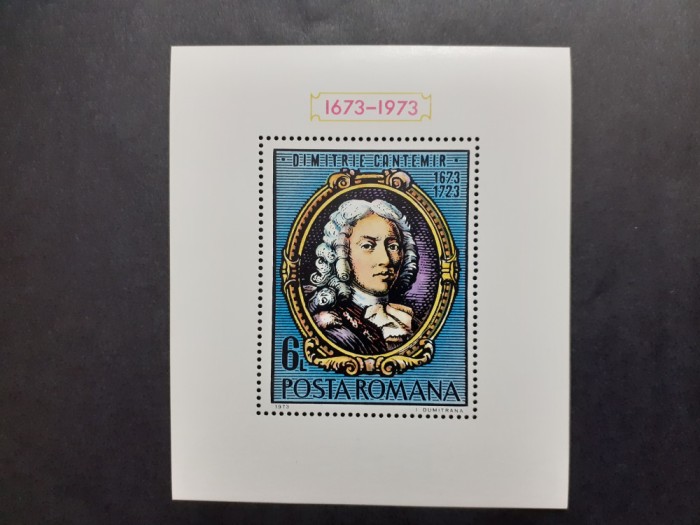 1673-1973
DIMITRIE CANTEMIR
1673
1723
6L
POSTA ROMANA
1973 I. DUMITRANA